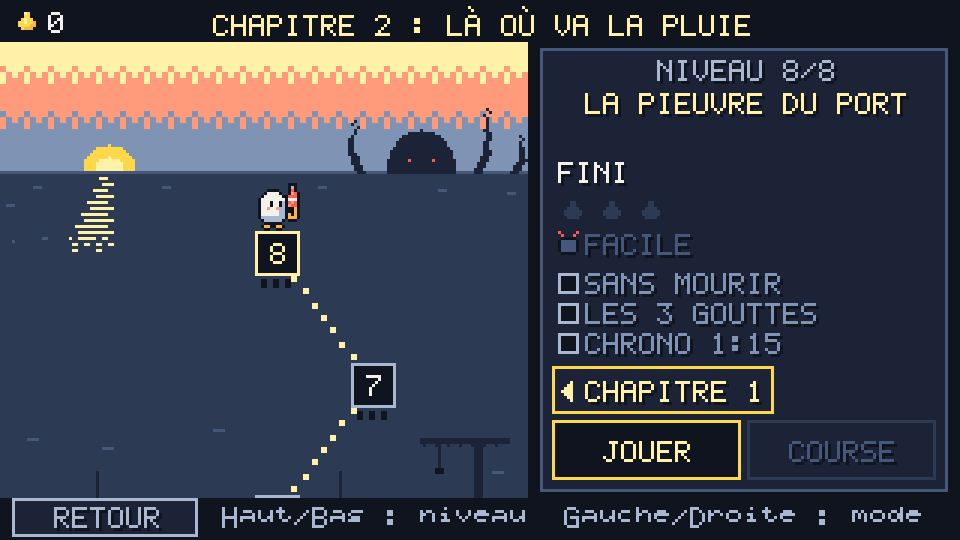 0
CHAPITRE 2 : LÀ OÙ VA LA PLUIE
NIVEAU 8/8
LA PIEUVRE DU PORT
FINI
FACILE
SANS MOURIR
LES 3 GOUTTES
CHRONO 1:15
CHAPITRE 1
JOUER
COURSE
8
7
RETOUR
Haut/Bas : niveau
Gauche/Droite : mode